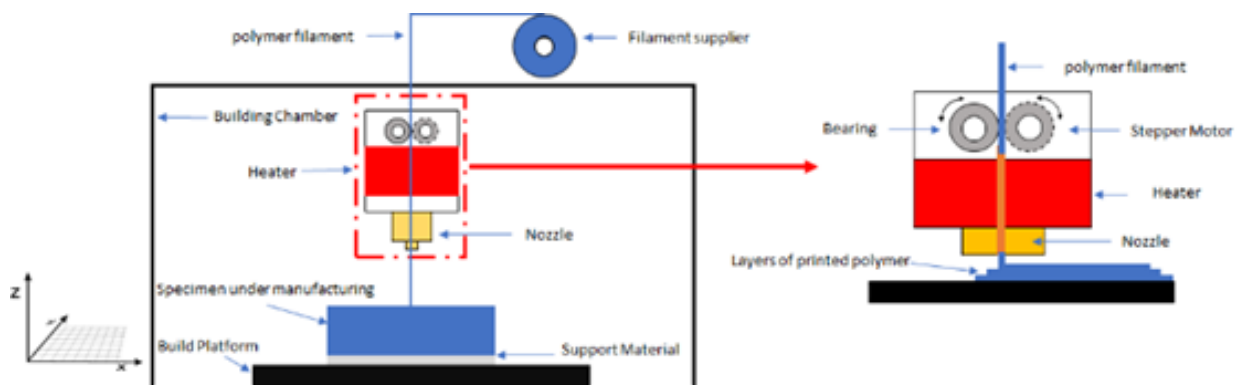 polymer filament
Filament supplier
Building Chamber
Heater
Nozzle
Specimen under manufacturing
Build Platform
Support Material
Z
X
polymer filament
Bearing
Stepper Motor
Heater
Nozzle
Layers of printed polymer